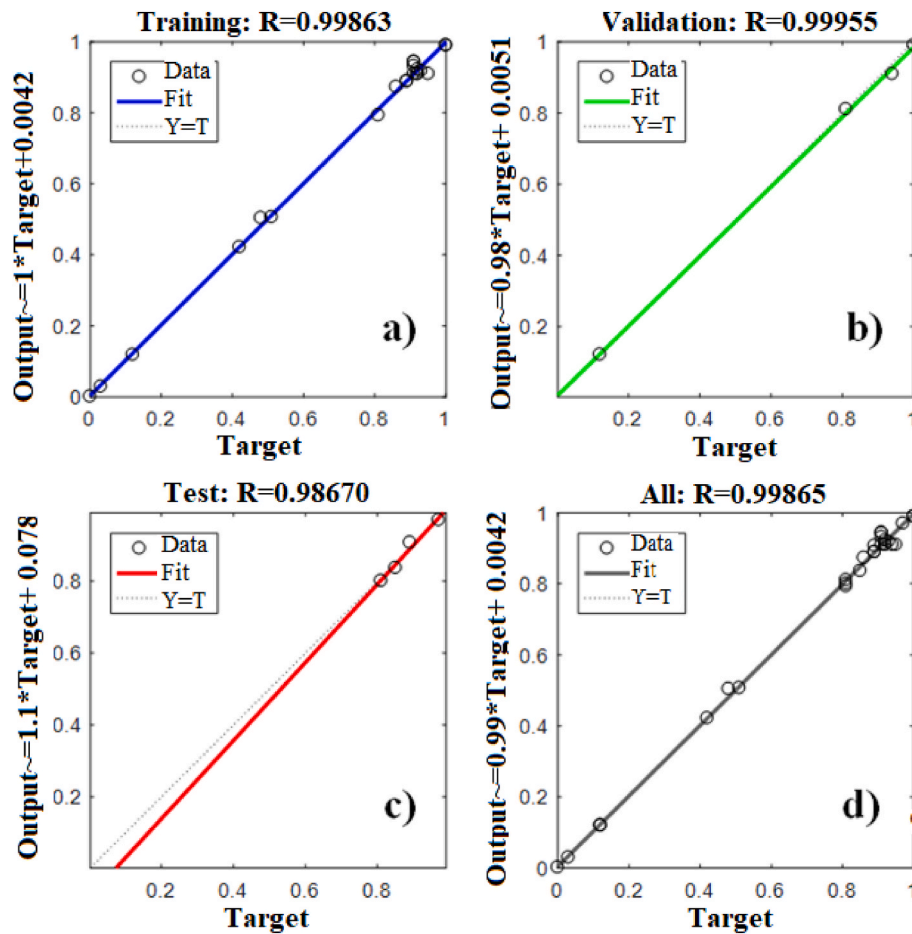 Training: R=0.99863
Output~=1*Target+0.0042
Data
Fit
Y=T
1
0.8
0.6
0.4
0.2
0
a)
0 0.2 0.4 0.6 0.8 1
Target
Validation: R=0.99955
Output~=0.98*Target+ 0.0051
Data
Fit
Y=T
1
0.8
0.6
0.4
0.2
b)
0.2 0.4 0.6 0.8 1
Target
Test: R=0.98670
Output~=1.1*Target+ 0.078
Data
Fit
Y=T
0.8
0.6
0.4
0.2
c)
0.2 0.4 0.6 0.8
Target
All: R=0.99865
Output~=0.99*Target+ 0.0042
Data
Fit
Y=T
1
0.8
0.6
0.4
0.2
0
d)
0 0.2 0.4 0.6 0.8 1
Target